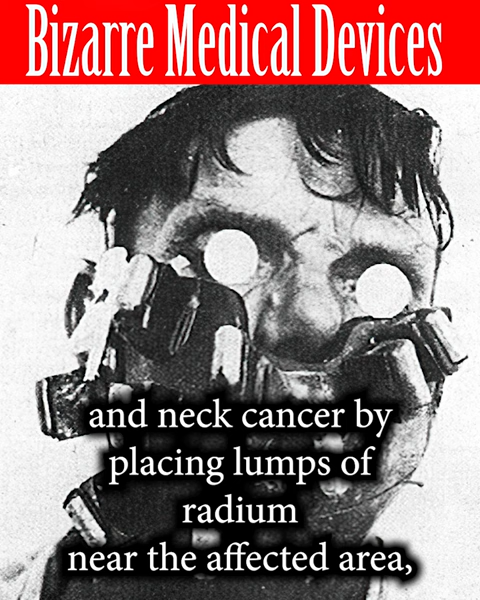 Bizarre Medical Devices
and neck cancer by
placing lumps of
radium
near the affected area,